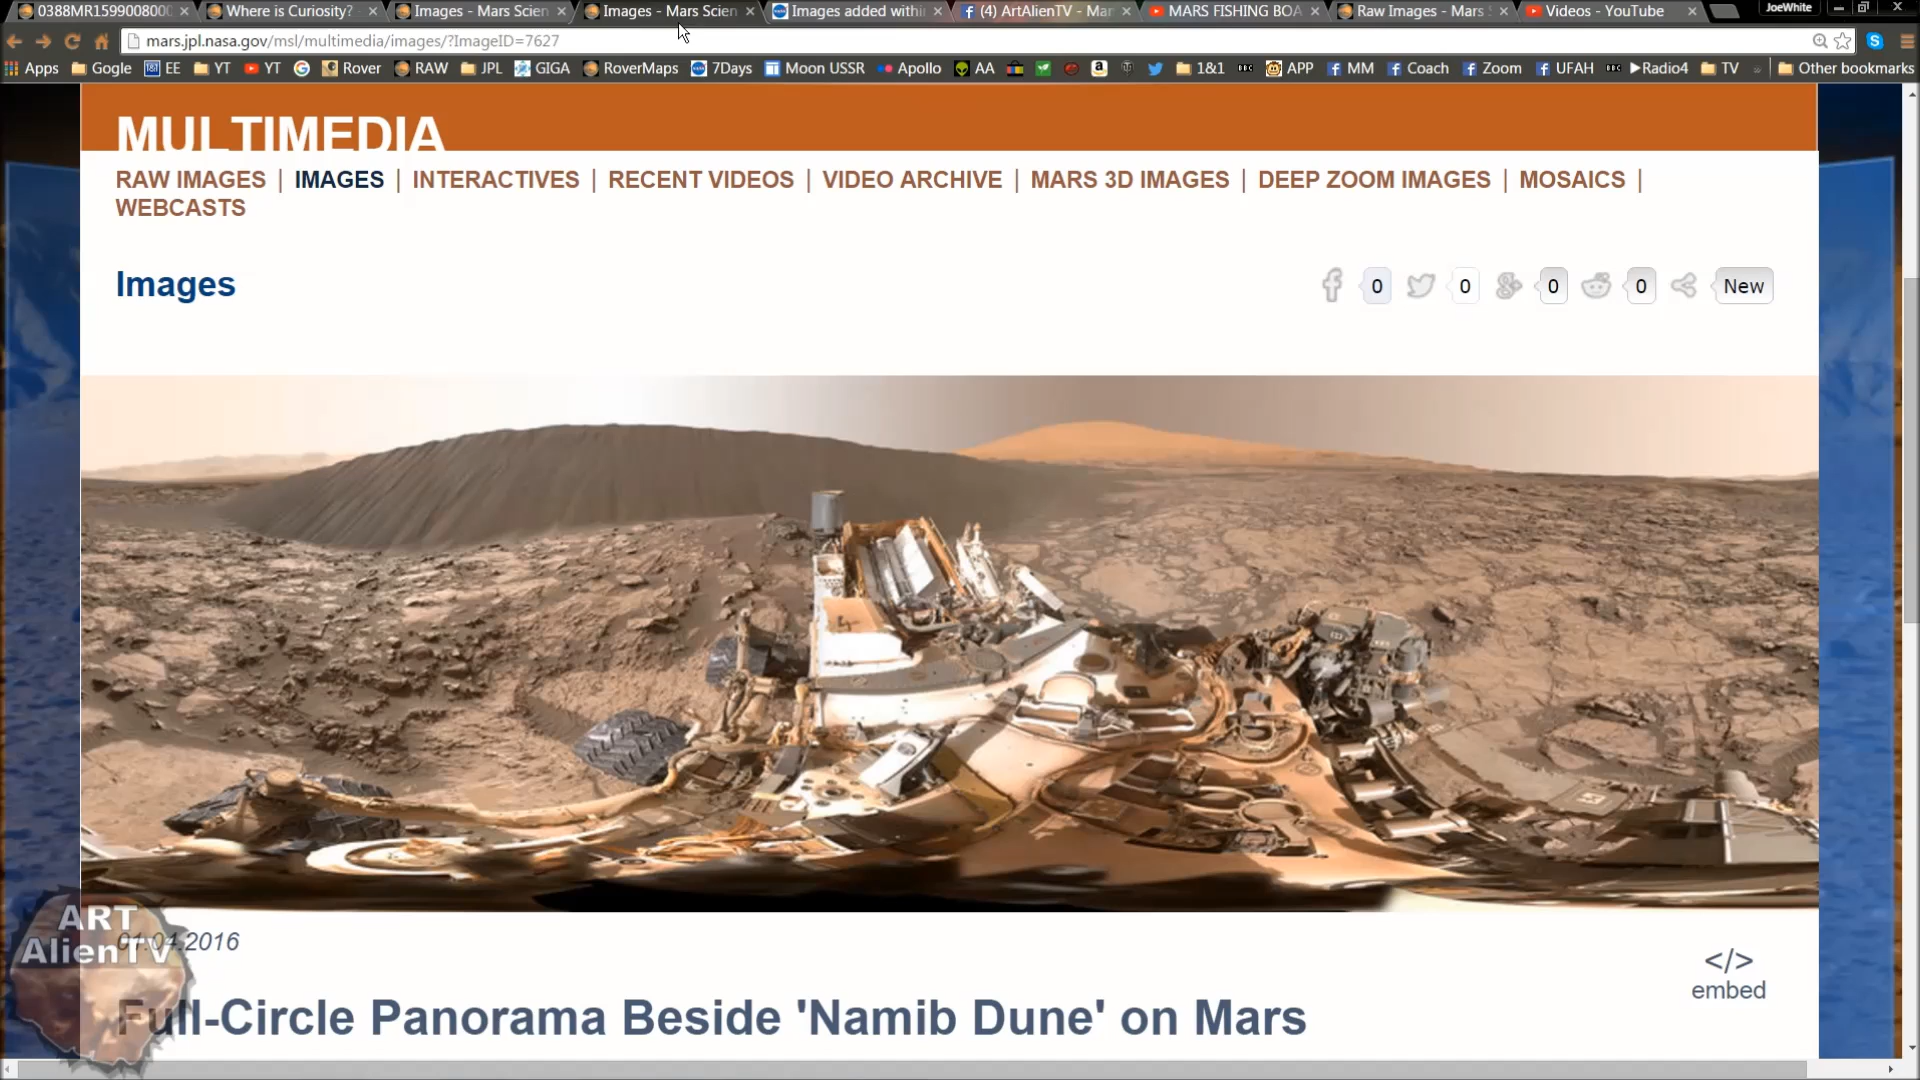 0388MR1599008000
Where is Curiosity?
Images - Mars Scien
Images - Mars Scien
Images added withi
(4) ArtAlienTV - Mar
MARS FISHING BOA
Raw Images - Mars
Videos - YouTube
JoeWhite
mars.jpl.nasa.gov/msl/multimedia/images/?ImageID=7627
Apps Gogle EE YT YT Rover RAW JPL GIGA RoverMaps 7Days Moon USSR Apollo AA 1&1 APP MM Coach Zoom UFAH Radio4 TV » Other bookmarks
MULTIMEDIA
RAW IMAGES | IMAGES | INTERACTIVES | RECENT VIDEOS | VIDEO ARCHIVE | MARS 3D IMAGES | DEEP ZOOM IMAGES | MOSAICS |
WEBCASTS
Images
0 0 0 0 New
01.04.2016
</> embed
Full-Circle Panorama Beside 'Namib Dune' on Mars
ART
AlienTV